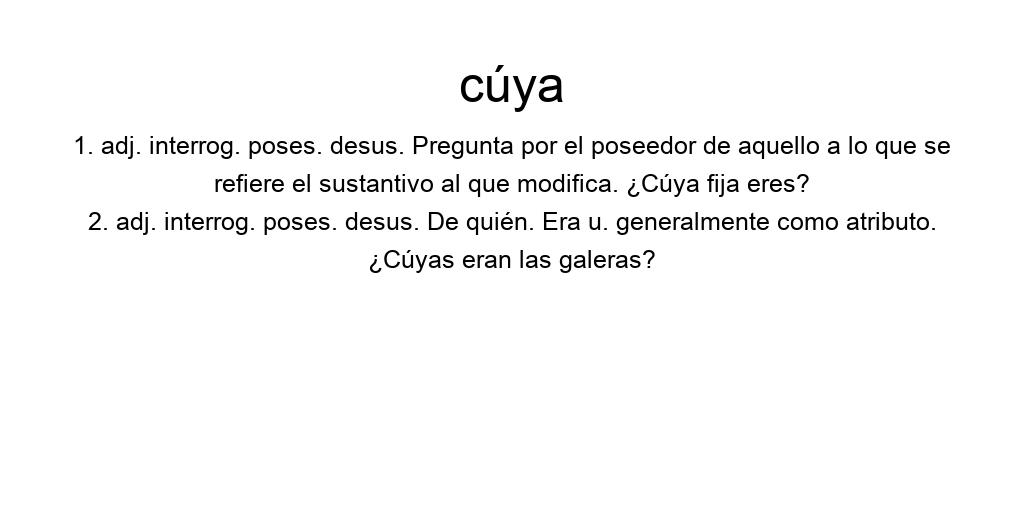 cúya
1. adj. interrog. poses. desus. Pregunta por el poseedor de aquello a lo que se
refiere el sustantivo al que modifica. ¿Cúya fija eres?
2. adj. interrog. poses. desus. De quién. Era u. generalmente como atributo.
¿Cúyas eran las galeras?